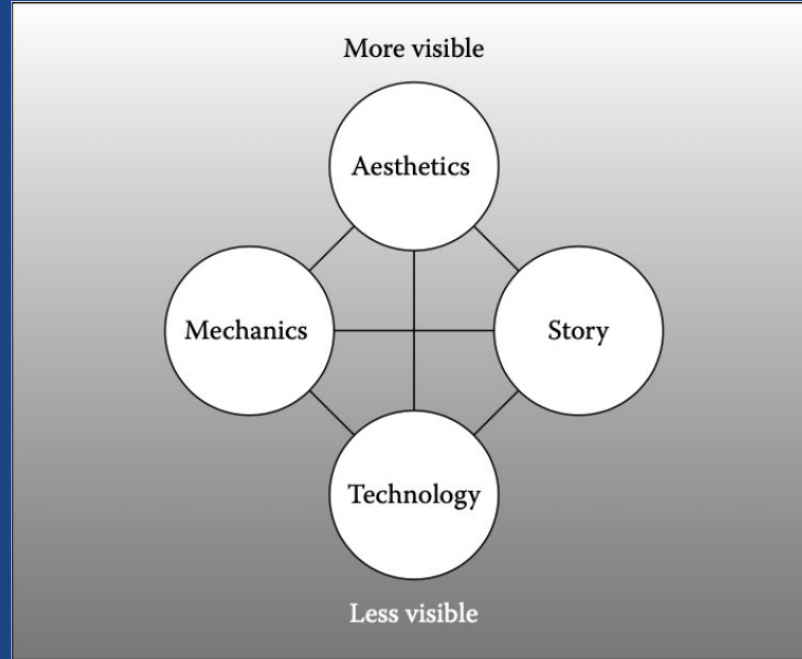 More visible
Aesthetics
Mechanics
Story
Technology
Less visible